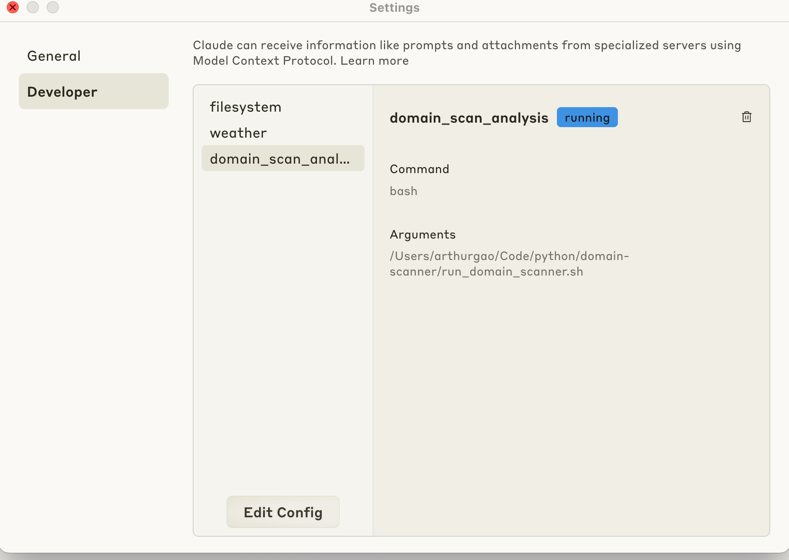 Settings
General
Developer
Claude can receive information like prompts and attachments from specialized servers using
Model Context Protocol. Learn more
filesystem
weather
domain_scan_anal...
Edit Config
domain_scan_analysis running
Command
bash
Arguments
/Users/arthurgao/Code/python/domain-
scanner/run_domain_scanner.sh